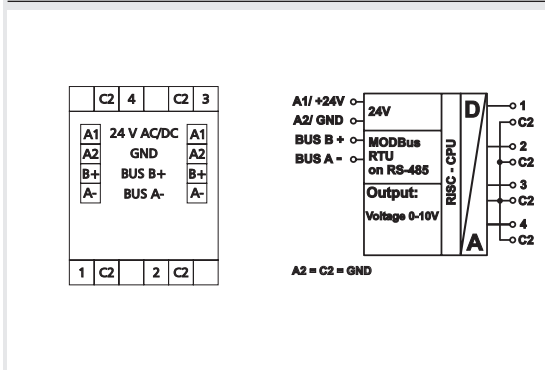 C2 4 C2 3
A1 24 V AC/DC A1
A2 GND A2
B+ BUS B+ B+
A- BUS A- A-
1 C2 2 C2
A1/ +24V
A2/ GND
BUS B +
BUS A -
24V
MODBus
RTU
on RS-485
Output:
Voltage 0-10V
RISC - CPU
D
A
1
C2
2
C2
3
C2
4
C2
A2 = C2 = GND